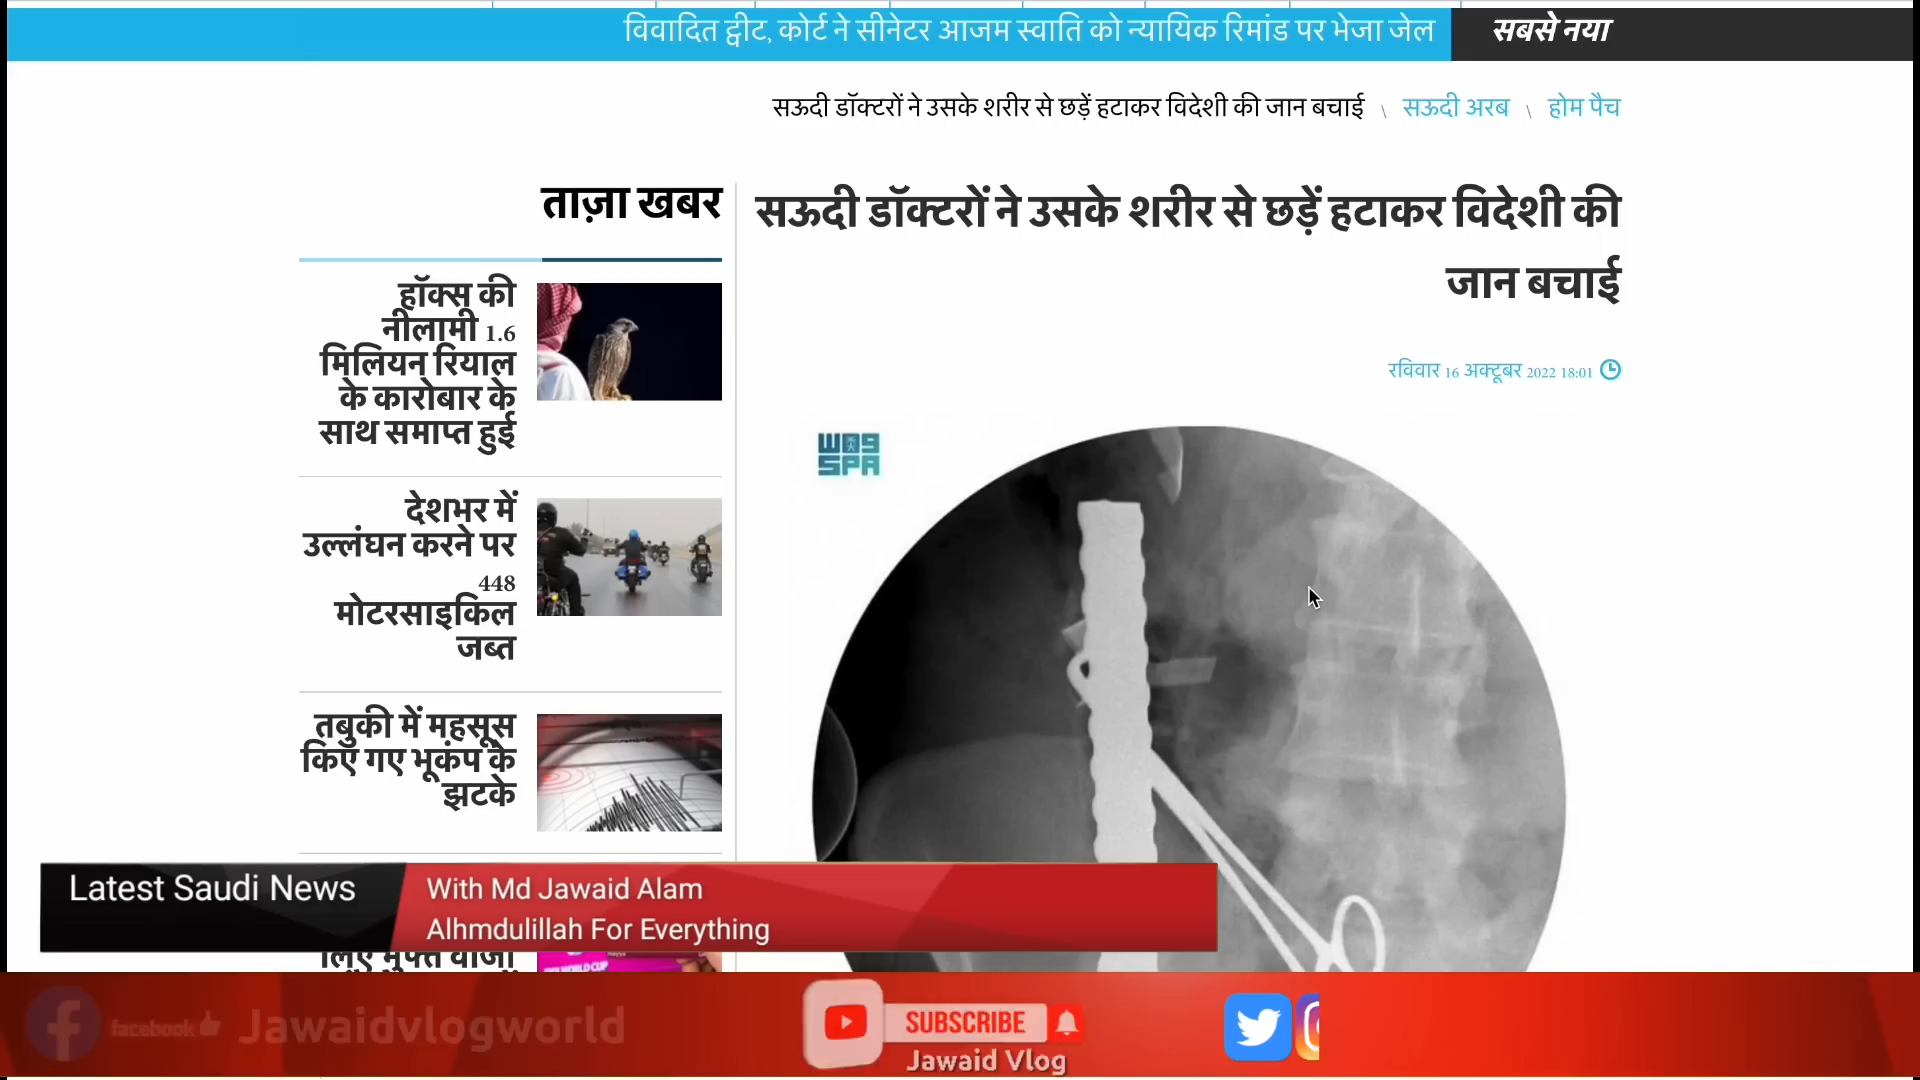 विवादित ट्वीट, कोर्ट ने सीनेटर आजम स्वाति को न्यायिक रिमांड पर भेजा जेल
सबसे नया
सऊदी डॉक्टरों ने उसके शरीर से छड़ें हटाकर विदेशी की जान बचाई \ सऊदी अरब \ होम पैच
सऊदी डॉक्टरों ने उसके शरीर से छड़ें हटाकर विदेशी की
जान बचाई
रविवार 16 अक्टूबर 2022 18:01
SPA
ताज़ा खबर
हॉक्स की
नीलामी 1.6
मिलियन रियाल
के कारोबार के
साथ समाप्त हुई
देशभर में
उल्लंघन करने पर
448
मोटरसाइकिल
जब्त
तबुकी में महसूस
किए गए भूकंप के
झटके
लिए मुफ्त वीजा
Latest Saudi News
With Md Jawaid Alam
Alhmdulillah For Everything
facebook
Jawaidvlogworld
SUBSCRIBE
Jawaid Vlog